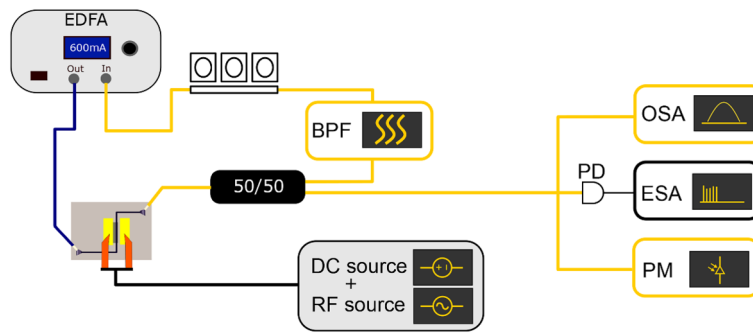 EDFA
600mA
Out In
BPF
50/50
OSA
PD
ESA
PM
DC source
+
RF source